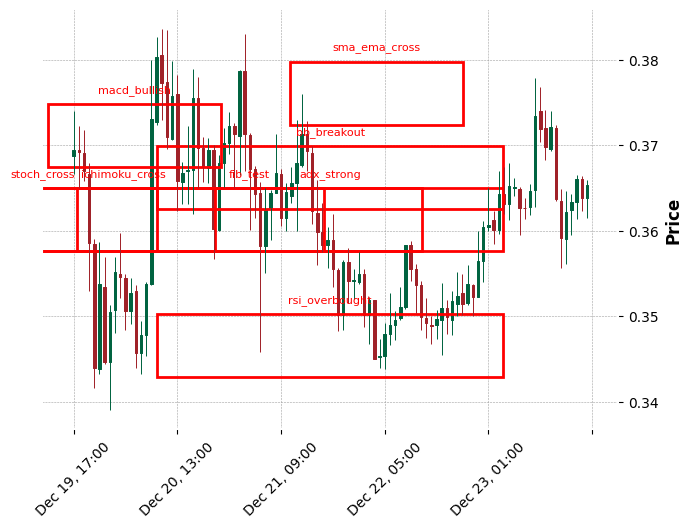 sma_ema_cross
0.38
macd_bullish
bb_breakout
0.37
stoch_cross
ichimoku_cross
fib_test
adx_strong
Price
0.36
rsi_overbought
0.35
0.34
Dec 19, 17:00
Dec 20, 13:00
Dec 21, 09:00
Dec 22, 05:00
Dec 23, 01:00